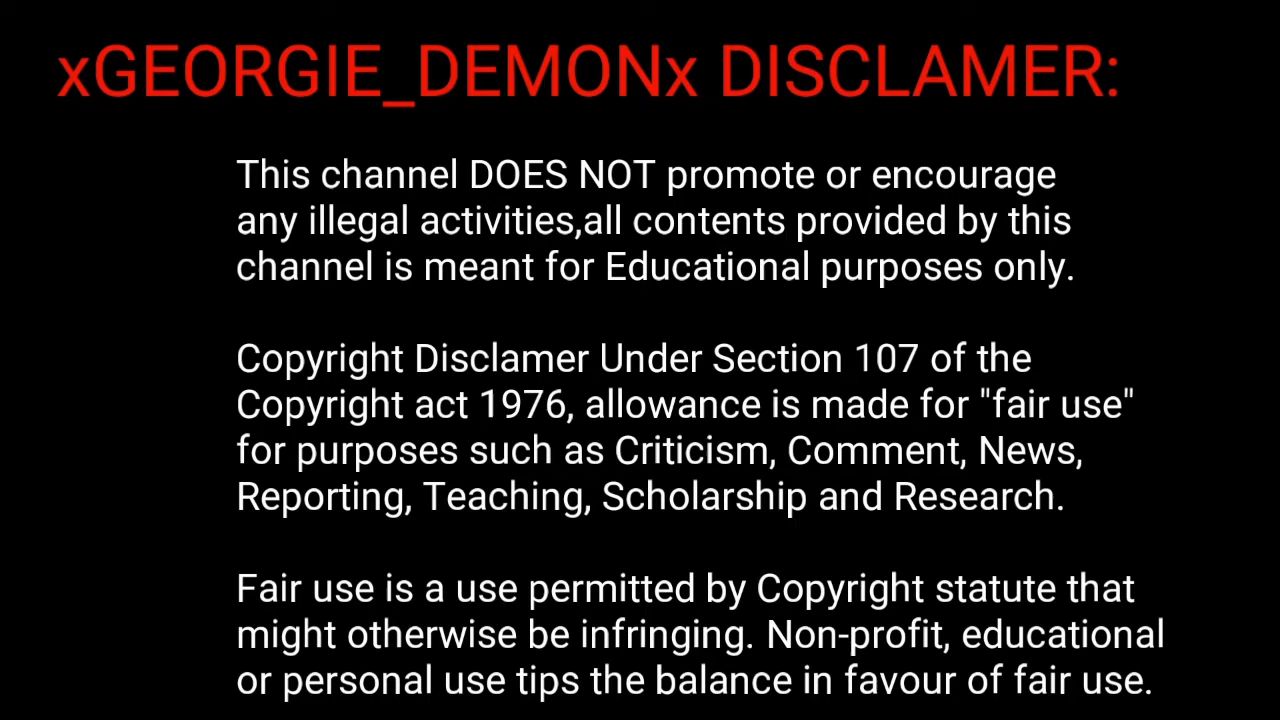 xGEORGIE_DEMONx DISCLAMER:
This channel DOES NOT promote or encourage
any illegal activities,all contents provided by this
channel is meant for Educational purposes only.
Copyright Disclamer Under Section 107 of the
Copyright act 1976, allowance is made for "fair use"
for purposes such as Criticism, Comment, News,
Reporting, Teaching, Scholarship and Research.
Fair use is a use permitted by Copyright statute that
might otherwise be infringing. Non-profit, educational
or personal use tips the balance in favour of fair use.